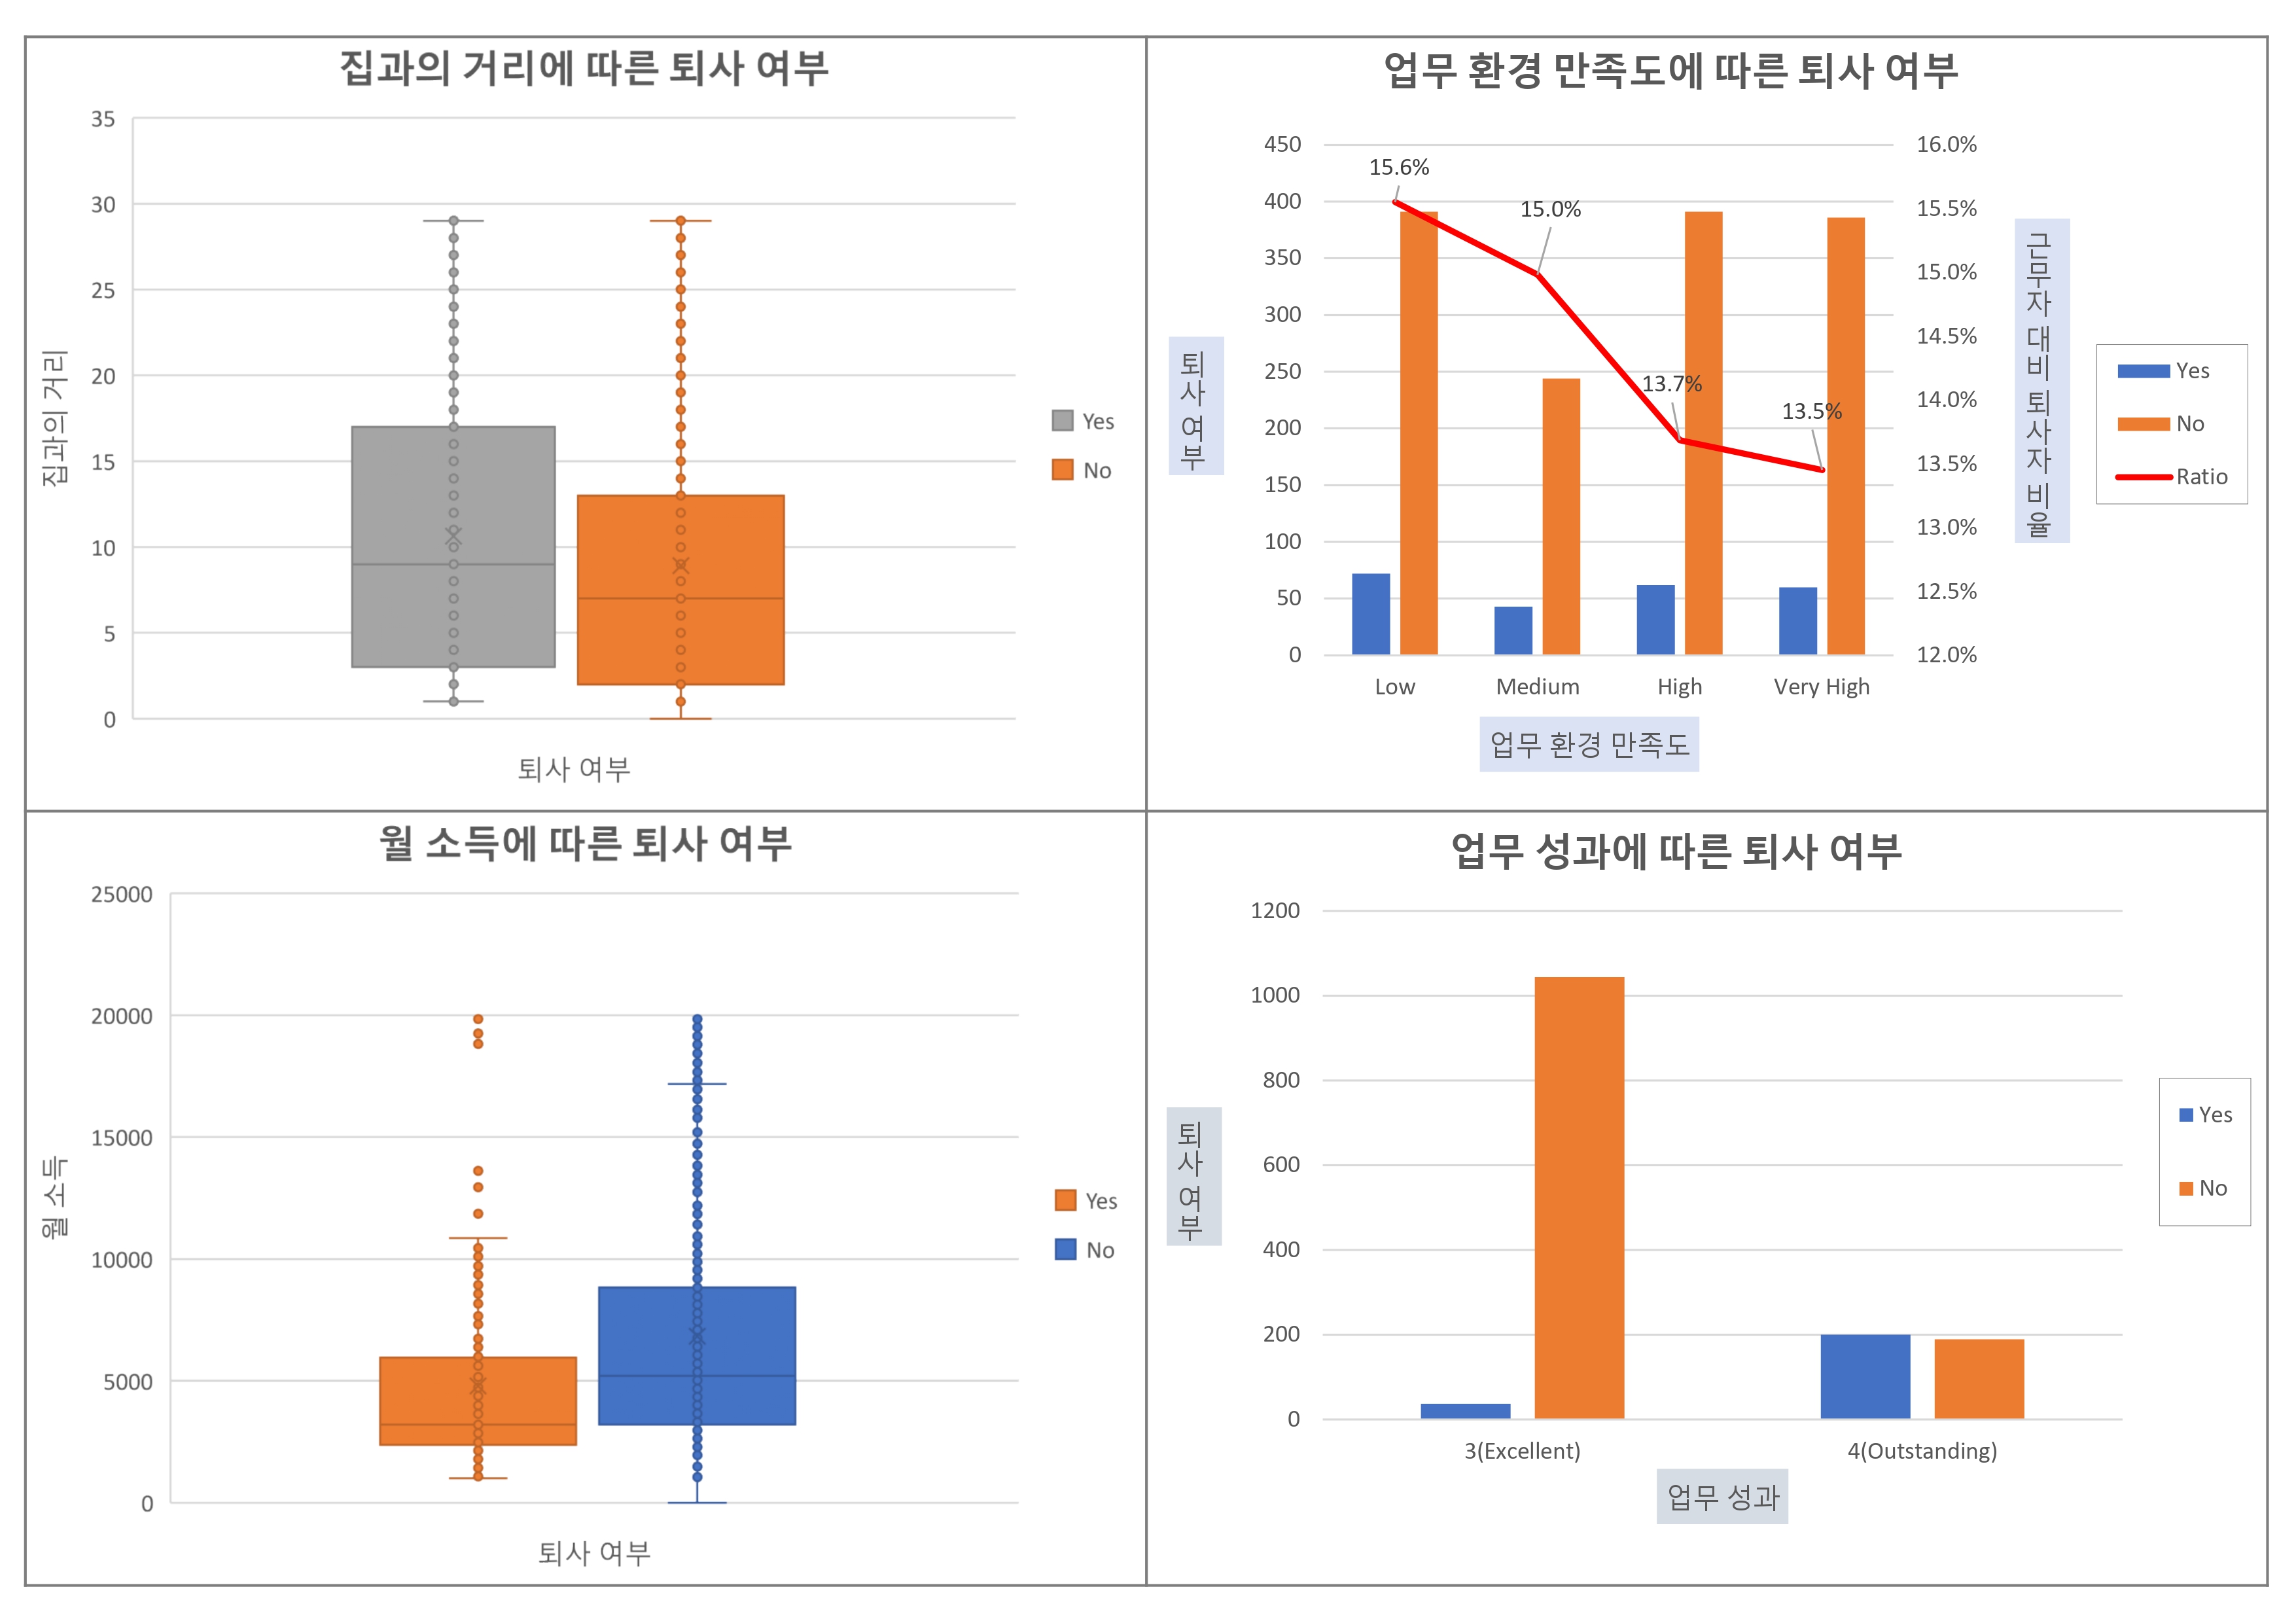 집과의 거리에 따른 퇴사 여부
35
30
25
20
15
10
5
0
집과의 거리
퇴사 여부
Yes
No
업무 환경 만족도에 따른 퇴사 여부
450
400
350
300
250
200
150
100
50
0
퇴사 여부
15.6%
15.0%
13.7%
13.5%
16.0%
15.5%
15.0%
14.5%
14.0%
13.5%
13.0%
12.5%
12.0%
근무자 대비 퇴사자 비율
Low Medium High Very High
업무 환경 만족도
Yes
No
Ratio
월 소득에 따른 퇴사 여부
25000
20000
15000
10000
5000
0
월 소득
퇴사 여부
Yes
No
업무 성과에 따른 퇴사 여부
1200
1000
800
600
400
200
0
퇴사 여부
3(Excellent) 4(Outstanding)
업무 성과
Yes
No